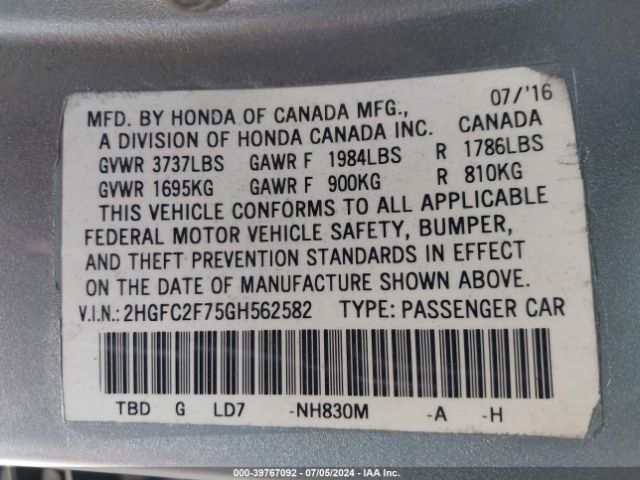 07/'16
MFD. BY HONDA OF CANADA MFG.,
A DIVISION OF HONDA CANADA INC. CANADA
GVWR 3737LBS GAWR F 1984LBS R 1786LBS
GVWR 1695KG GAWR F 900KG R 810KG
THIS VEHICLE CONFORMS TO ALL APPLICABLE
FEDERAL MOTOR VEHICLE SAFETY, BUMPER,
AND THEFT PREVENTION STANDARDS IN EFFECT
ON THE DATE OF MANUFACTURE SHOWN ABOVE.
V.I.N.: 2HGFC2F75GH562582 TYPE: PASSENGER CAR
TBD G LD7 -NH830M -A -H
000-39767092 - 07/05/2024 - IAA Inc.